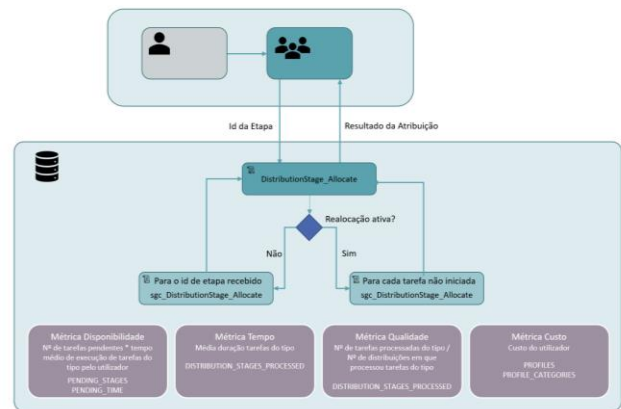 Id da Etapa
Resultado da Atribuição
DistributionStage_Allocate
Realocação ativa?
Não
Sim
Para o id de etapa recebido
sgc_DistributionStage_Allocate
Para cada tarefa não iniciada
sgc_DistributionStage_Allocate
Métrica Disponibilidade
Nº de tarefas pendentes * tempo
médio de execução de tarefas do
tipo pelo utilizador
PENDING_STAGES
PENDING_TIME
Métrica Tempo
Média duração tarefas do tipo
DISTRIBUTION_STAGES_PROCESSED
Métrica Qualidade
Nº de tarefas processadas do tipo /
Nº de distribuições em que
processou tarefas do tipo
DISTRIBUTION_STAGES_PROCESSED
Métrica Custo
Custo do utilizador
PROFILES
PROFILE_CATEGORIES